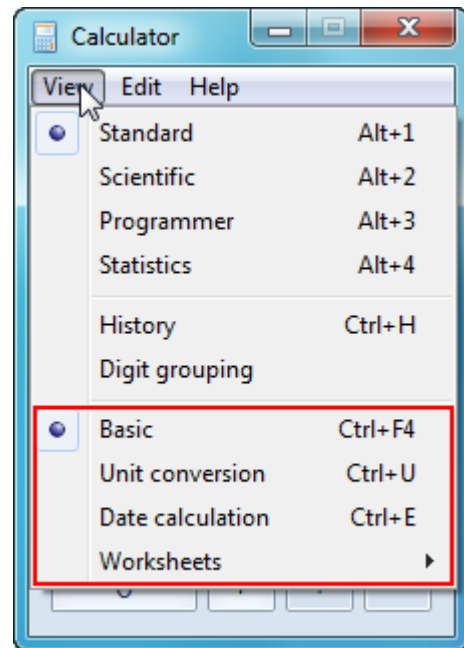 Calculator
View Edit Help
Standard Alt+1
Scientific Alt+2
Programmer Alt+3
Statistics Alt+4
History Ctrl+H
Digit grouping
Basic Ctrl+F4
Unit conversion Ctrl+U
Date calculation Ctrl+E
Worksheets